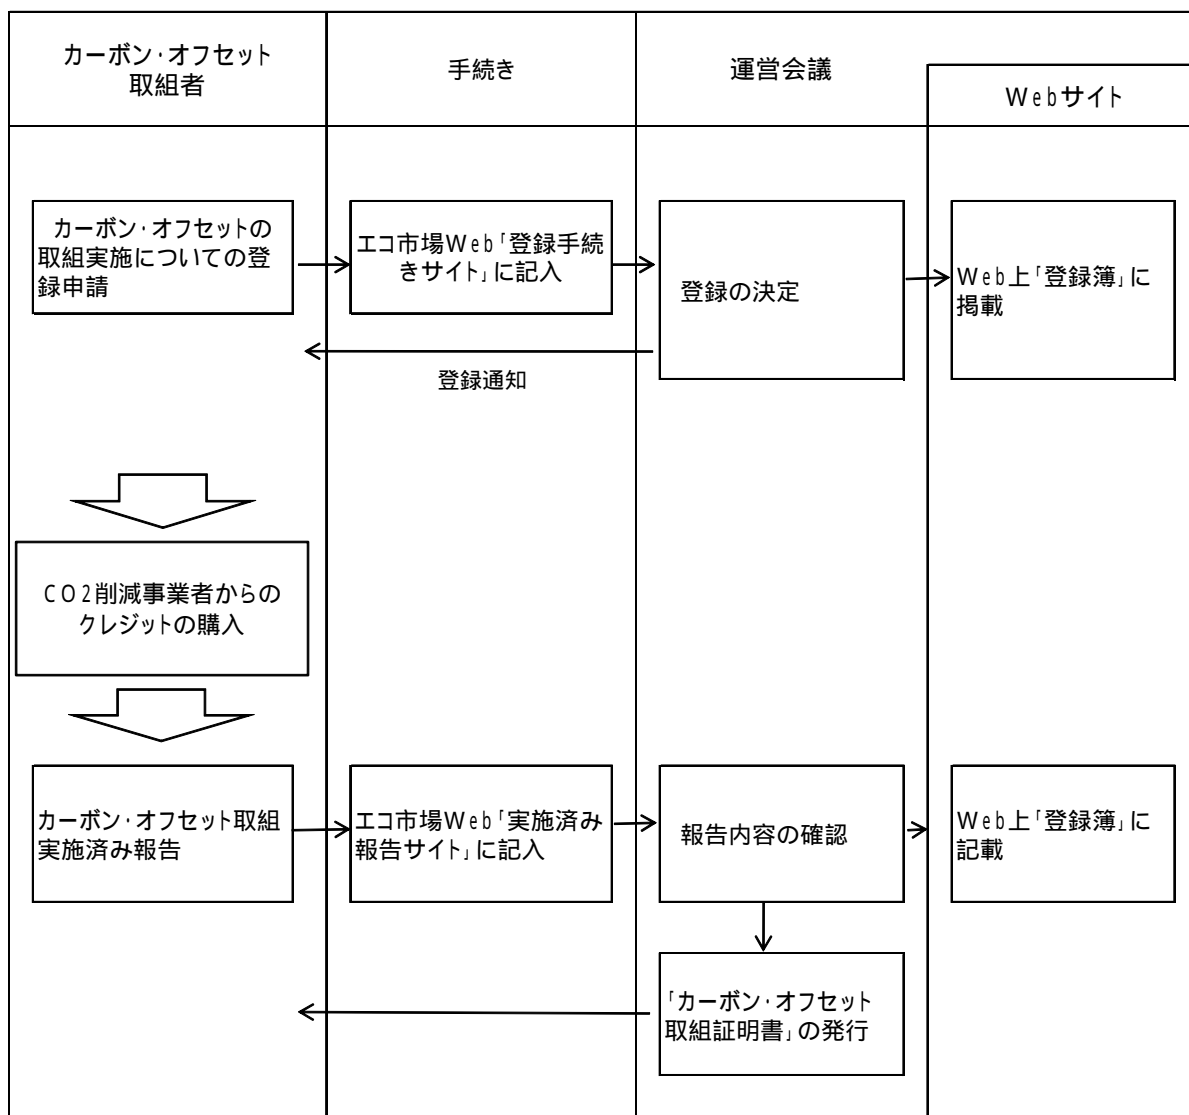 カーボン・オフセット
取組者
手続き
運営会議
Webサイト
カーボン・オフセットの
取組実施についての登
録申請
エコ市場Web「登録手続
きサイト」に記入
登録の決定
Web上「登録簿」に
掲載
登録通知
CO2削減事業者からの
クレジットの購入
カーボン・オフセット取組
実施済み報告
エコ市場Web「実施済み
報告サイト」に記入
報告内容の確認
Web上「登録簿」に
記載
「カーボン・オフセット
取組証明書」の発行